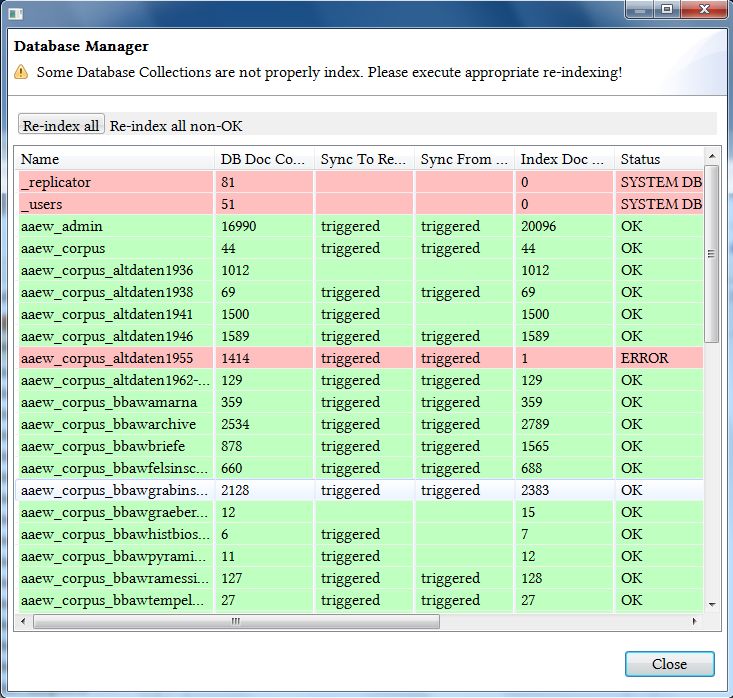 Database Manager
Some Database Collections are not properly index. Please execute appropriate re-indexing!
Re-index all Re-index all non-OK
Name DB Doc Co... Sync To Re... Sync From ... Index Doc ... Status
_replicator 81 0 SYSTEM DB
_users 51 0 SYSTEM DB
aaew_admin 16990 triggered triggered 20096 OK
aaew_corpus 44 triggered triggered 44 OK
aaew_corpus_altdaten1936 1012 1012 OK
aaew_corpus_altdaten1938 69 triggered triggered 69 OK
aaew_corpus_altdaten1941 1500 triggered 1500 OK
aaew_corpus_altdaten1946 1589 triggered triggered 1589 OK
aaew_corpus_altdaten1955 1414 triggered triggered 1 ERROR
aaew_corpus_altdaten1962-... 129 triggered triggered 129 OK
aaew_corpus_bbawamarna 359 triggered triggered 359 OK
aaew_corpus_bbawarchive 2534 triggered triggered 2789 OK
aaew_corpus_bbawbriefe 878 triggered triggered 1565 OK
aaew_corpus_bbawfelsinsc... 660 triggered triggered 688 OK
aaew_corpus_bbawgrabins... 2128 triggered triggered 2383 OK
aaew_corpus_bbawgraeber... 12 15 OK
aaew_corpus_bbawhistbios... 6 triggered 7 OK
aaew_corpus_bbawpyrami... 11 triggered 12 OK
aaew_corpus_bbawramessi... 127 triggered triggered 128 OK
aaew_corpus_bbawtempel... 27 triggered triggered 27 OK
Close